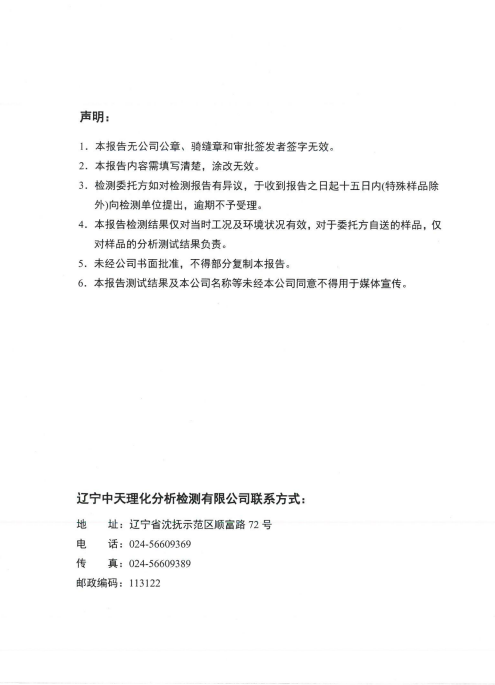 声明：
1．本报告无公司公章、骑缝章和审批签发者签字无效。
2．本报告内容需填写清楚，涂改无效。
3．检测委托方如对检测报告有异议，于收到报告之日起十五日内(特殊样品除
外)向检测单位提出，逾期不予受理。
4．本报告检测结果仅对当时工况及环境状况有效，对于委托方自送的样品，仅
对样品的分析测试结果负责。
5．未经公司书面批准，不得部分复制本报告。
6．本报告测试结果及本公司名称等未经本公司同意不得用于媒体宣传。
辽宁中天理化分析检测有限公司联系方式：
地　　址：辽宁省沈抚示范区顺富路 72 号
电　　话：024-56609369
传　　真：024-56609389
邮政编码：113122